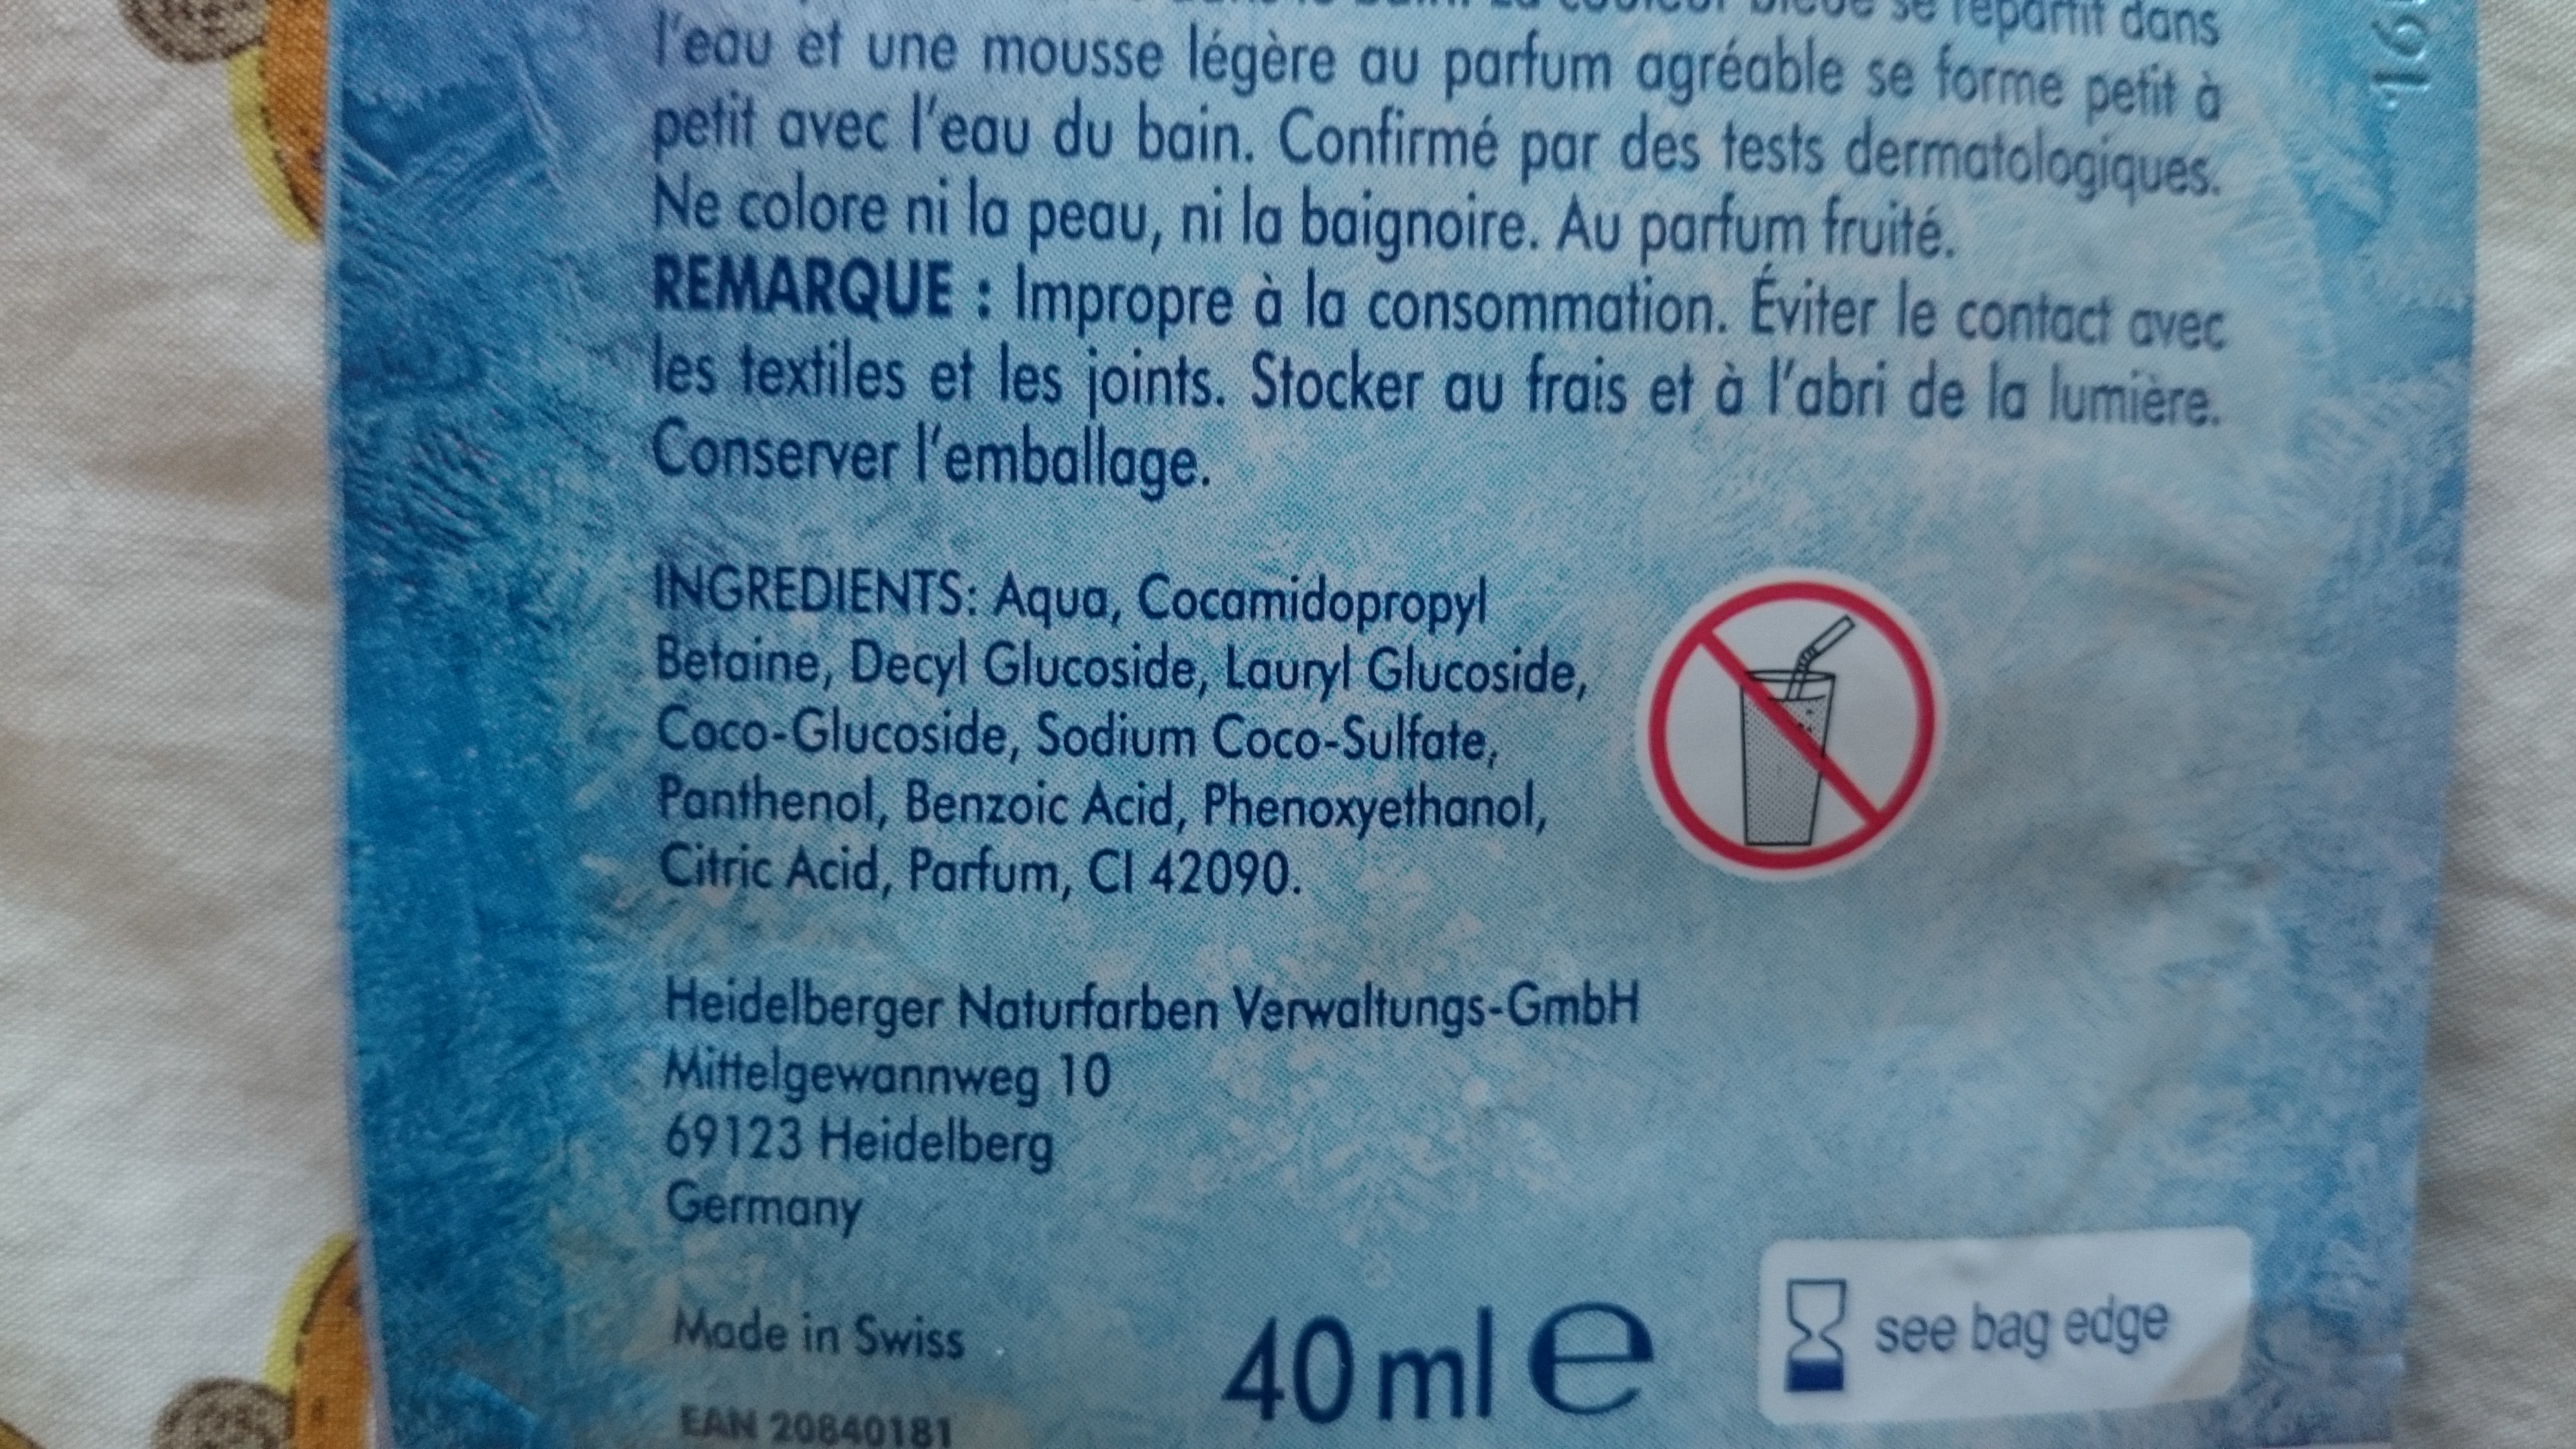 se répartit dans
l'eau et une mousse légère au parfum agréable se forme petit à
petit avec l'eau du bain. Confirmé par des tests dermatologiques.
Ne colore ni la peau, ni la baignoire. Au parfum fruité.
REMARQUE : Impropre à la consommation. Éviter le contact avec
les textiles et les joints. Stocker au frais et à l'abri de la lumière.
Conserver l'emballage.
INGREDIENTS: Aqua, Cocamidopropyl
Betaine, Decyl Glucoside, Lauryl Glucoside,
Coco-Glucoside, Sodium Coco-Sulfate,
Panthenol, Benzoic Acid, Phenoxyethanol,
Citric Acid, Parfum, CI 42090.
Heidelberger Naturfarben Verwaltungs-GmbH
Mittelgewannweg 10
69123 Heidelberg
Germany
Made in Swiss
40 ml e
see bag edge
EAN 20840181